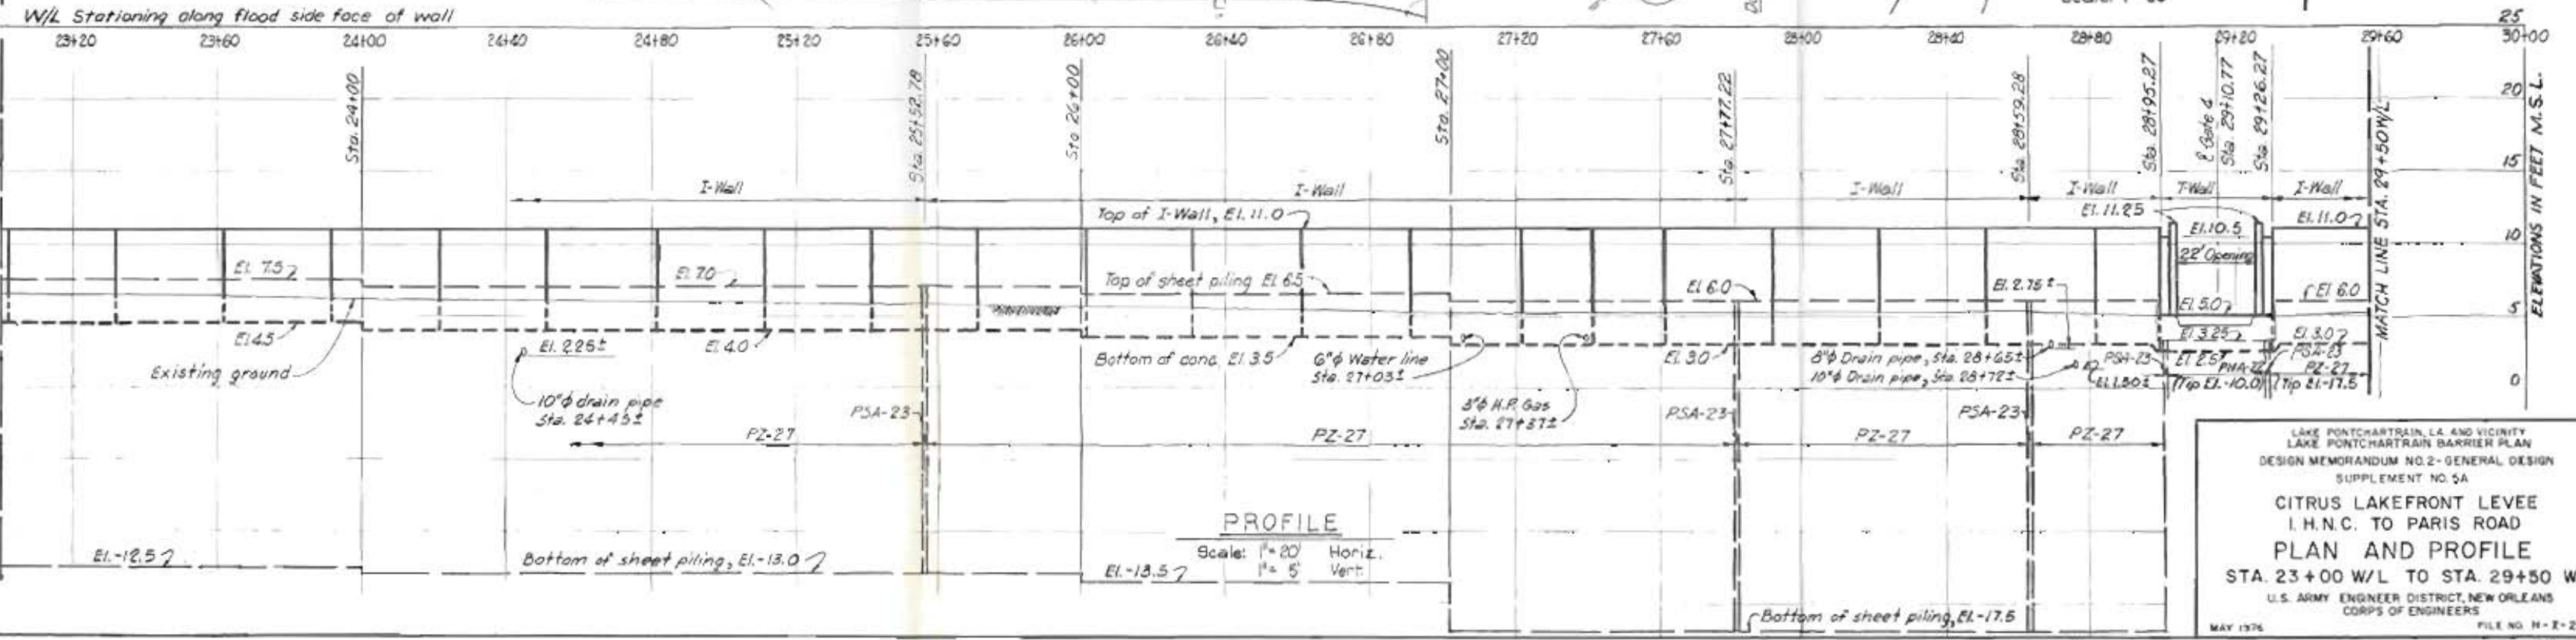 W/L Stationing along flood side face of wall
25
23+20 23+60 24+00 24+40 24+80 25+20 25+60 26+00 26+40 26+80 27+20 27+60 28+00 28+40 28+80 29+20 29+60 30+00
Sta. 24+00
Sta. 25+52.78
Sta 26+00
Sta. 27+00
Sta. 27+77.22
Sta. 28+59.28
Sta. 28+95.27
℄ Gate 4
Sta. 29+10.77
Sta. 29+26.27
MATCH LINE STA. 29+50 W/L
ELEVATIONS IN FEET M.S.L.
20
15
10
5
0
I-Wall
I-Wall
I-Wall
I-Wall
T-Wall
I-Wall
Top of I-Wall, El. 11.0
El. 11.25
El. 11.0
El. 10.5
22' Opening
El. 7.5
El. 7.0
Top of sheet piling El. 6.5
El. 6.0
El. 2.75±
El. 6.0
El. 5.0
El. 4.5
El. 2.25±
El. 4.0
Bottom of conc. El. 3.5
6"φ Water line
Sta. 27+03±
El. 3.0
8"φ Drain pipe, Sta. 28+65±
10"φ Drain pipe, Sta. 28+72±
El. 3.25
El. 3.0
PSA-23
El. 2.5
PSA-23
PZ-27
El. 1.50±
Tip El. -10.0
Tip El. -17.5
Existing ground
10"φ drain pipe
Sta. 24+45±
PSA-23
H.P. Gas
Sta. 27+37±
PSA-23
PSA-23
PZ-27
PZ-27
PZ-27
PZ-27
El. -12.5
Bottom of sheet piling, El. -13.0
PROFILE
Scale: 1"= 20' Horiz.
1"= 5' Vert.
El. -13.5
Bottom of sheet piling, El. -17.5
LAKE PONTCHARTRAIN, LA. AND VICINITY
LAKE PONTCHARTRAIN BARRIER PLAN
DESIGN MEMORANDUM NO. 2 - GENERAL DESIGN
SUPPLEMENT NO. 5A
CITRUS LAKEFRONT LEVEE
I. H. N. C. TO PARIS ROAD
PLAN AND PROFILE
STA. 23+00 W/L TO STA. 29+50 W
U.S. ARMY ENGINEER DISTRICT, NEW ORLEANS
CORPS OF ENGINEERS
MAY 1976
FILE NO. H-2-2